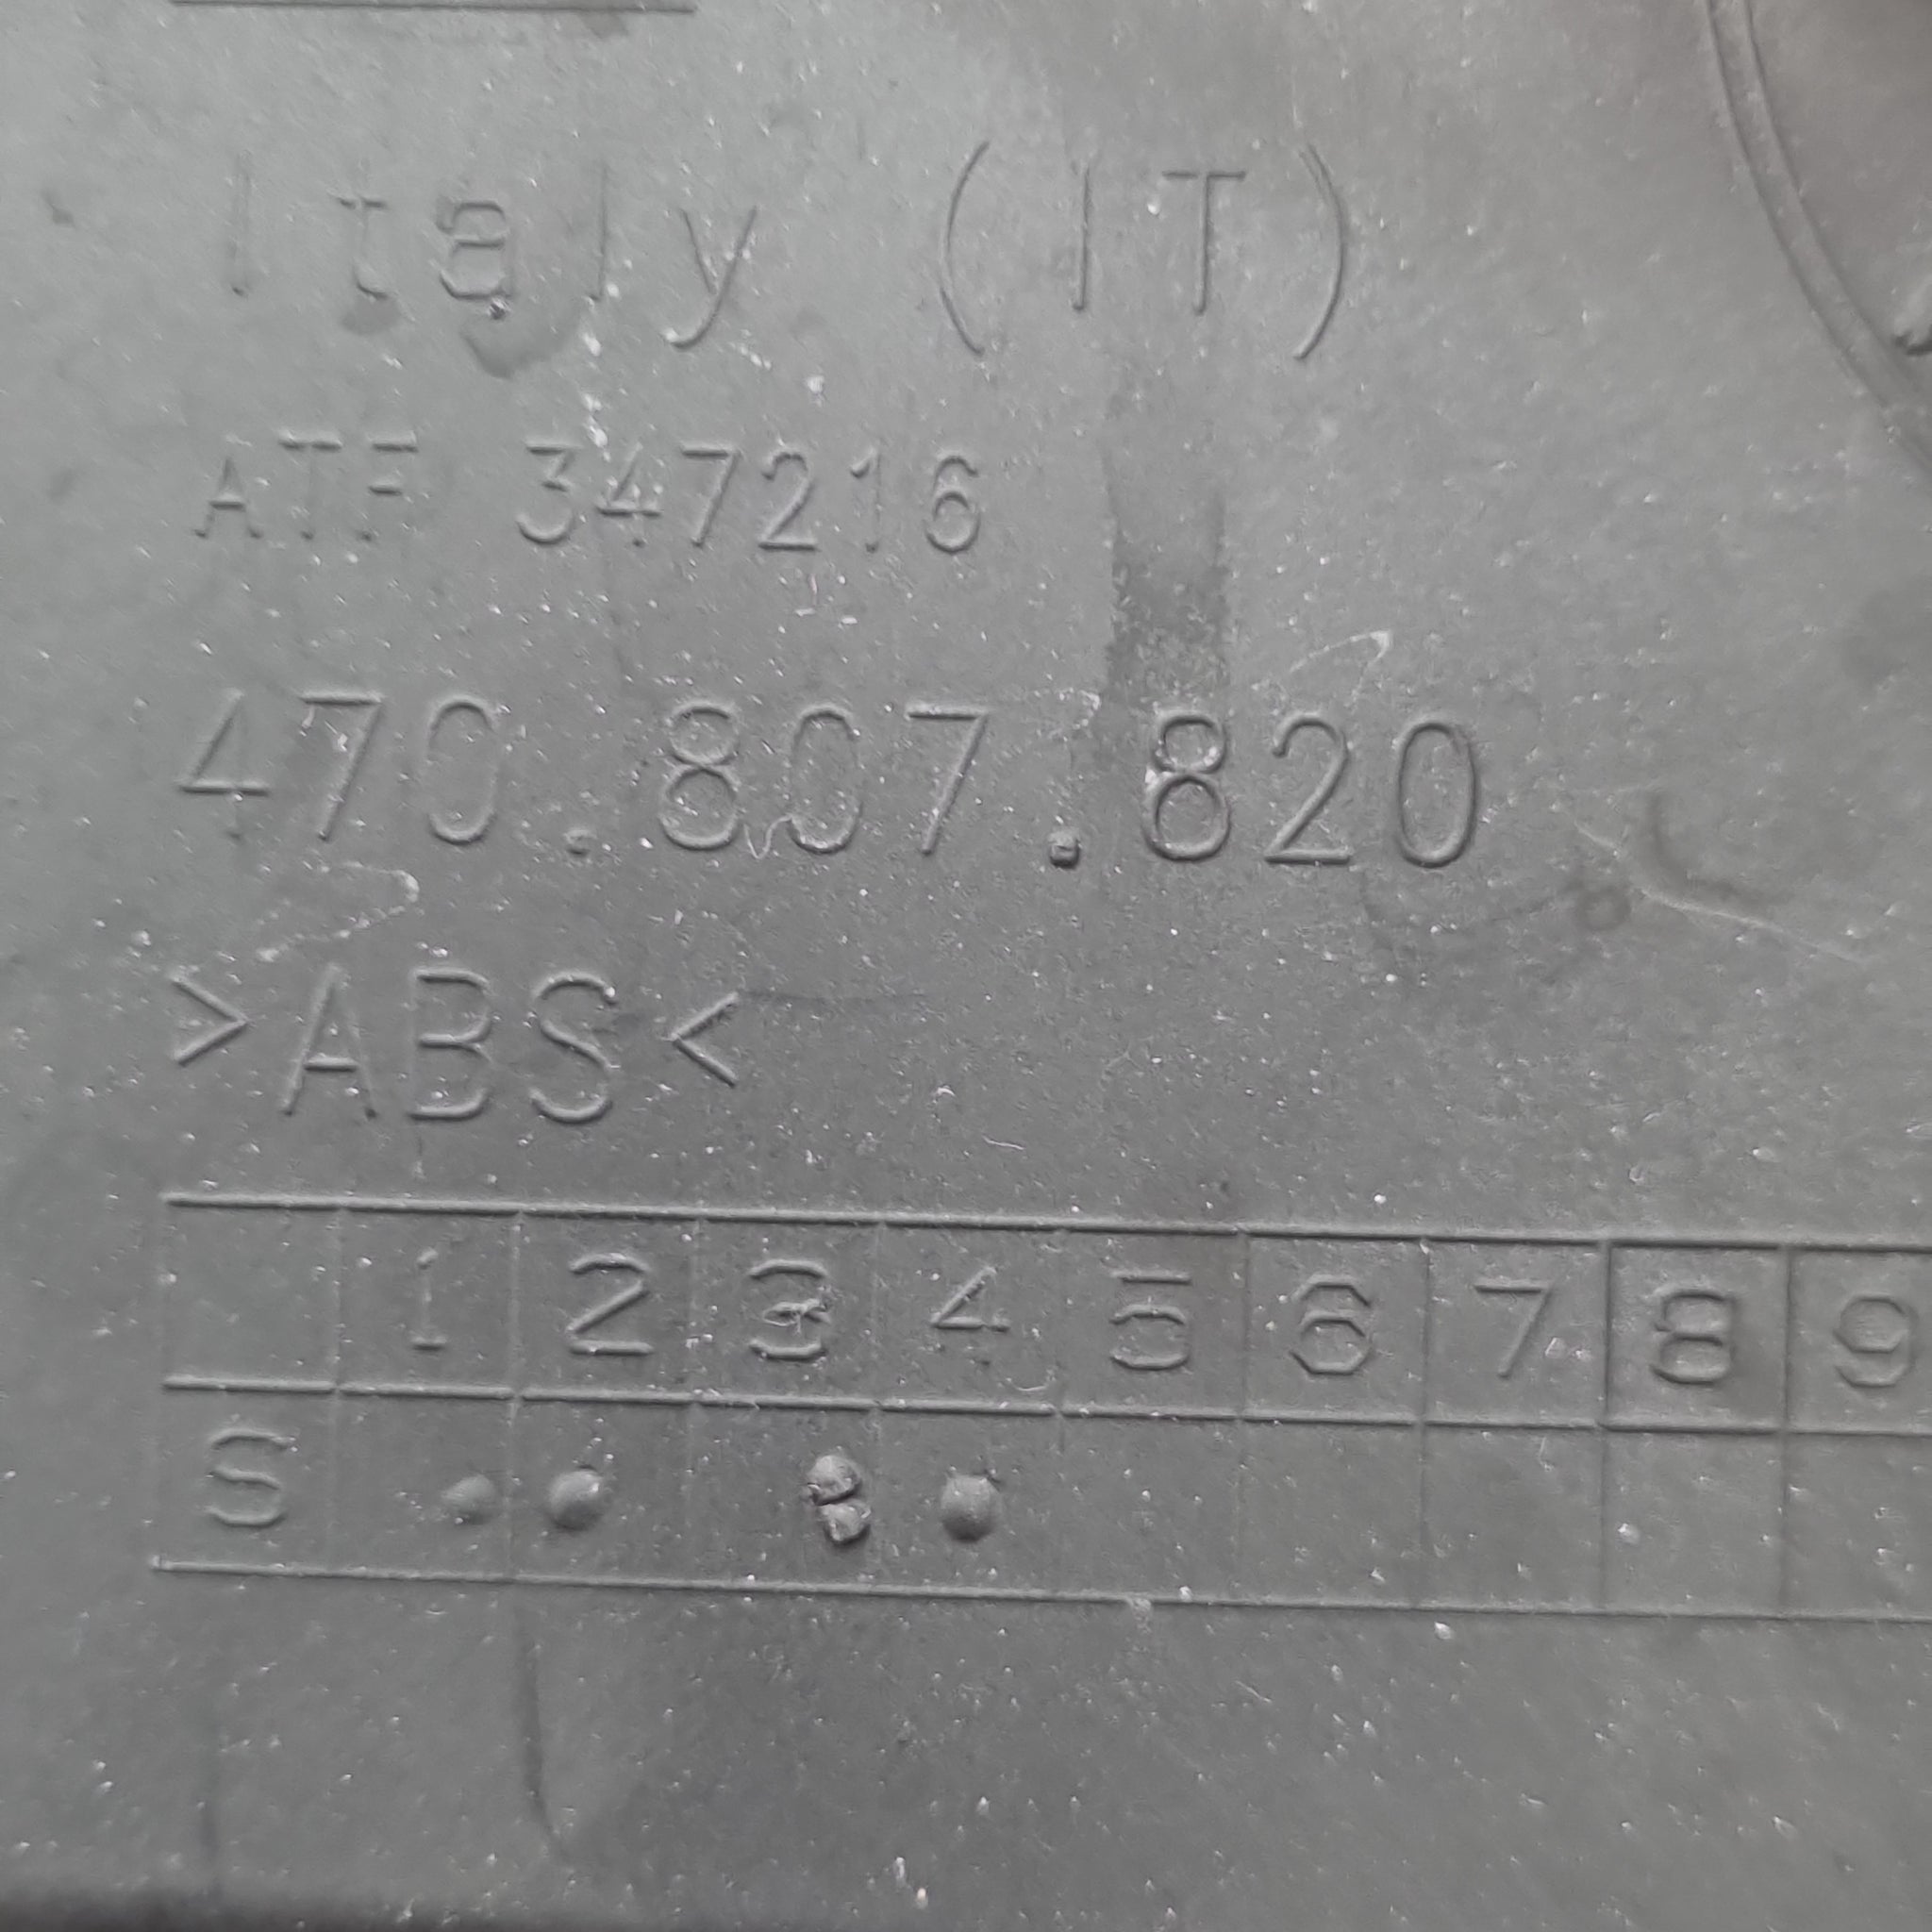 Italy (IT)
ATF 347216
470.807.820
>ABS<
1 2 3 4 5 6 7 8 9
S